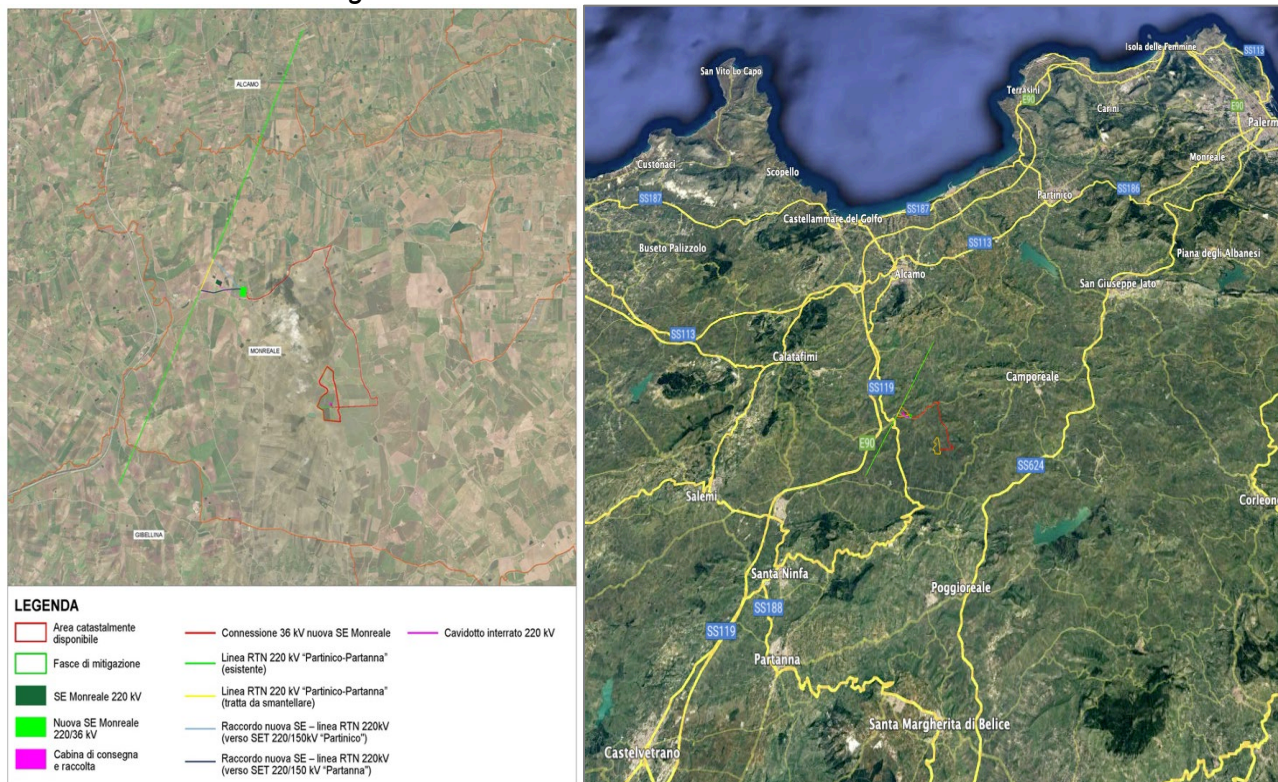 ALCAMO
MONREALE
GIBELLINA
LEGENDA
Area catastalmente
disponibile
Fasce di mitigazione
SE Monreale 220 kV
Nuova SE Monreale
220/36 kV
Cabina di consegna
e raccolta
Connessione 36 kV nuova SE Monreale
Linea RTN 220 kV “Partinico-Partanna”
(esistente)
Linea RTN 220 kV “Partinico-Partanna”
(tratta da smantellare)
Raccordo nuova SE – linea RTN 220kV
(verso SET 220/150kV “Partinico”)
Raccordo nuova SE – linea RTN 220kV
(verso SET 220/150 kV “Partanna”)
Cavidotto interrato 220 kV
Isola delle Femmine
SS113
San Vito Lo Capo
Terrasini
E90
Carini
E90
Palerm
Monreale
Custonaci
Scopello
SS187
Partinico
SS186
Castellammare del Golfo
SS187
Buseto Palizzolo
SS113
Piana degli Albanesi
Alcamo
San Giuseppe Jato
SS113
Calatafimi
SS119
Camporeale
E90
SS624
Salemi
Corleone
Santa Ninfa
Poggioreale
SS188
SS119
Partanna
Santa Margherita di Belice
Castelvetrano